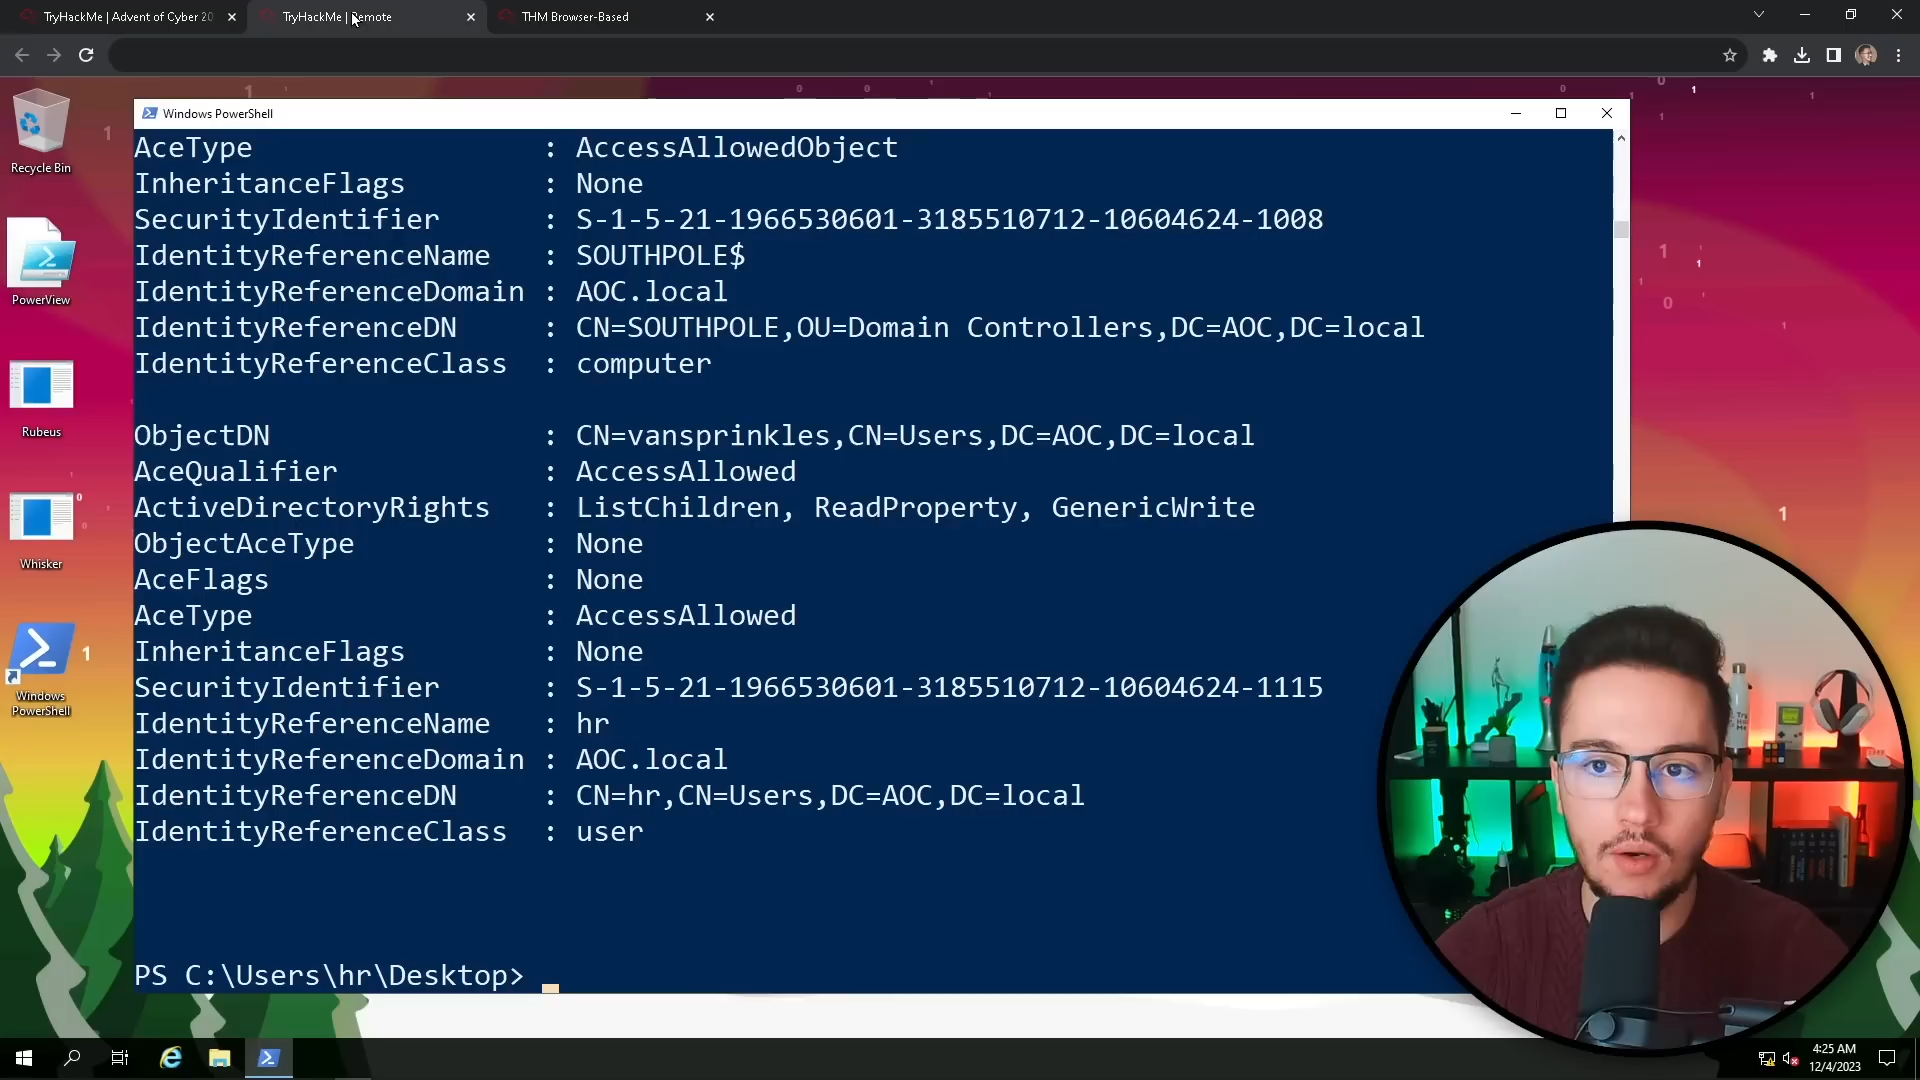 TryHackMe | Advent of Cyber 20
TryHackMe | Remote
THM Browser-Based
Windows PowerShell
AceType : AccessAllowedObject
InheritanceFlags : None
SecurityIdentifier : S-1-5-21-1966530601-3185510712-10604624-1008
IdentityReferenceName : SOUTHPOLE$
IdentityReferenceDomain : AOC.local
IdentityReferenceDN : CN=SOUTHPOLE,OU=Domain Controllers,DC=AOC,DC=local
IdentityReferenceClass : computer
ObjectDN : CN=vansprinkles,CN=Users,DC=AOC,DC=local
AceQualifier : AccessAllowed
ActiveDirectoryRights : ListChildren, ReadProperty, GenericWrite
ObjectAceType : None
AceFlags : None
AceType : AccessAllowed
InheritanceFlags : None
SecurityIdentifier : S-1-5-21-1966530601-3185510712-10604624-1115
IdentityReferenceName : hr
IdentityReferenceDomain : AOC.local
IdentityReferenceDN : CN=hr,CN=Users,DC=AOC,DC=local
IdentityReferenceClass : user
PS C:\Users\hr\Desktop>
Recycle Bin
PowerView
Rubeus
Whisker
Windows
PowerShell
4:25 AM
12/4/2023